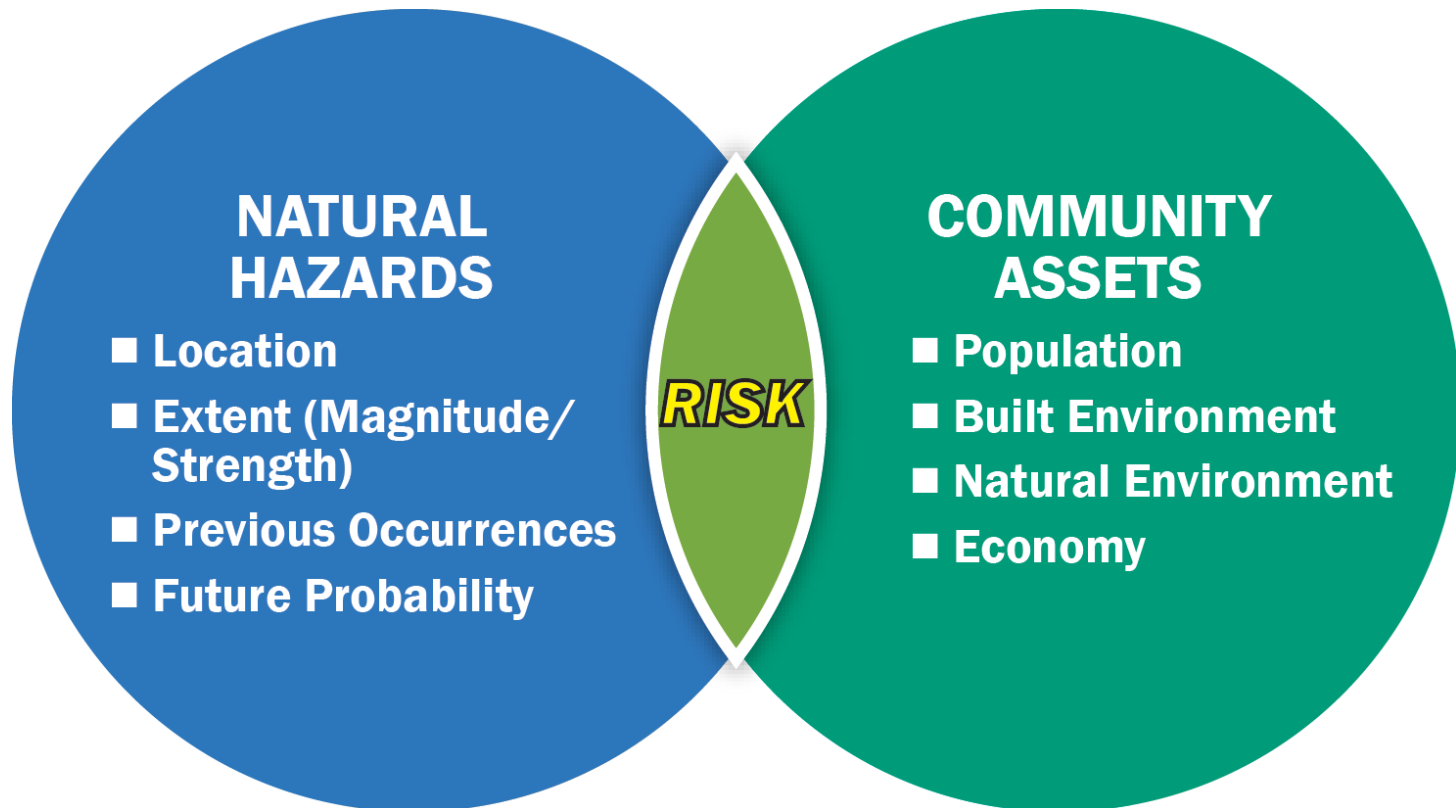 NATURAL
HAZARDS
■ Location
■ Extent (Magnitude/
Strength)
■ Previous Occurrences
■ Future Probability
RISK
COMMUNITY
ASSETS
■ Population
■ Built Environment
■ Natural Environment
■ Economy